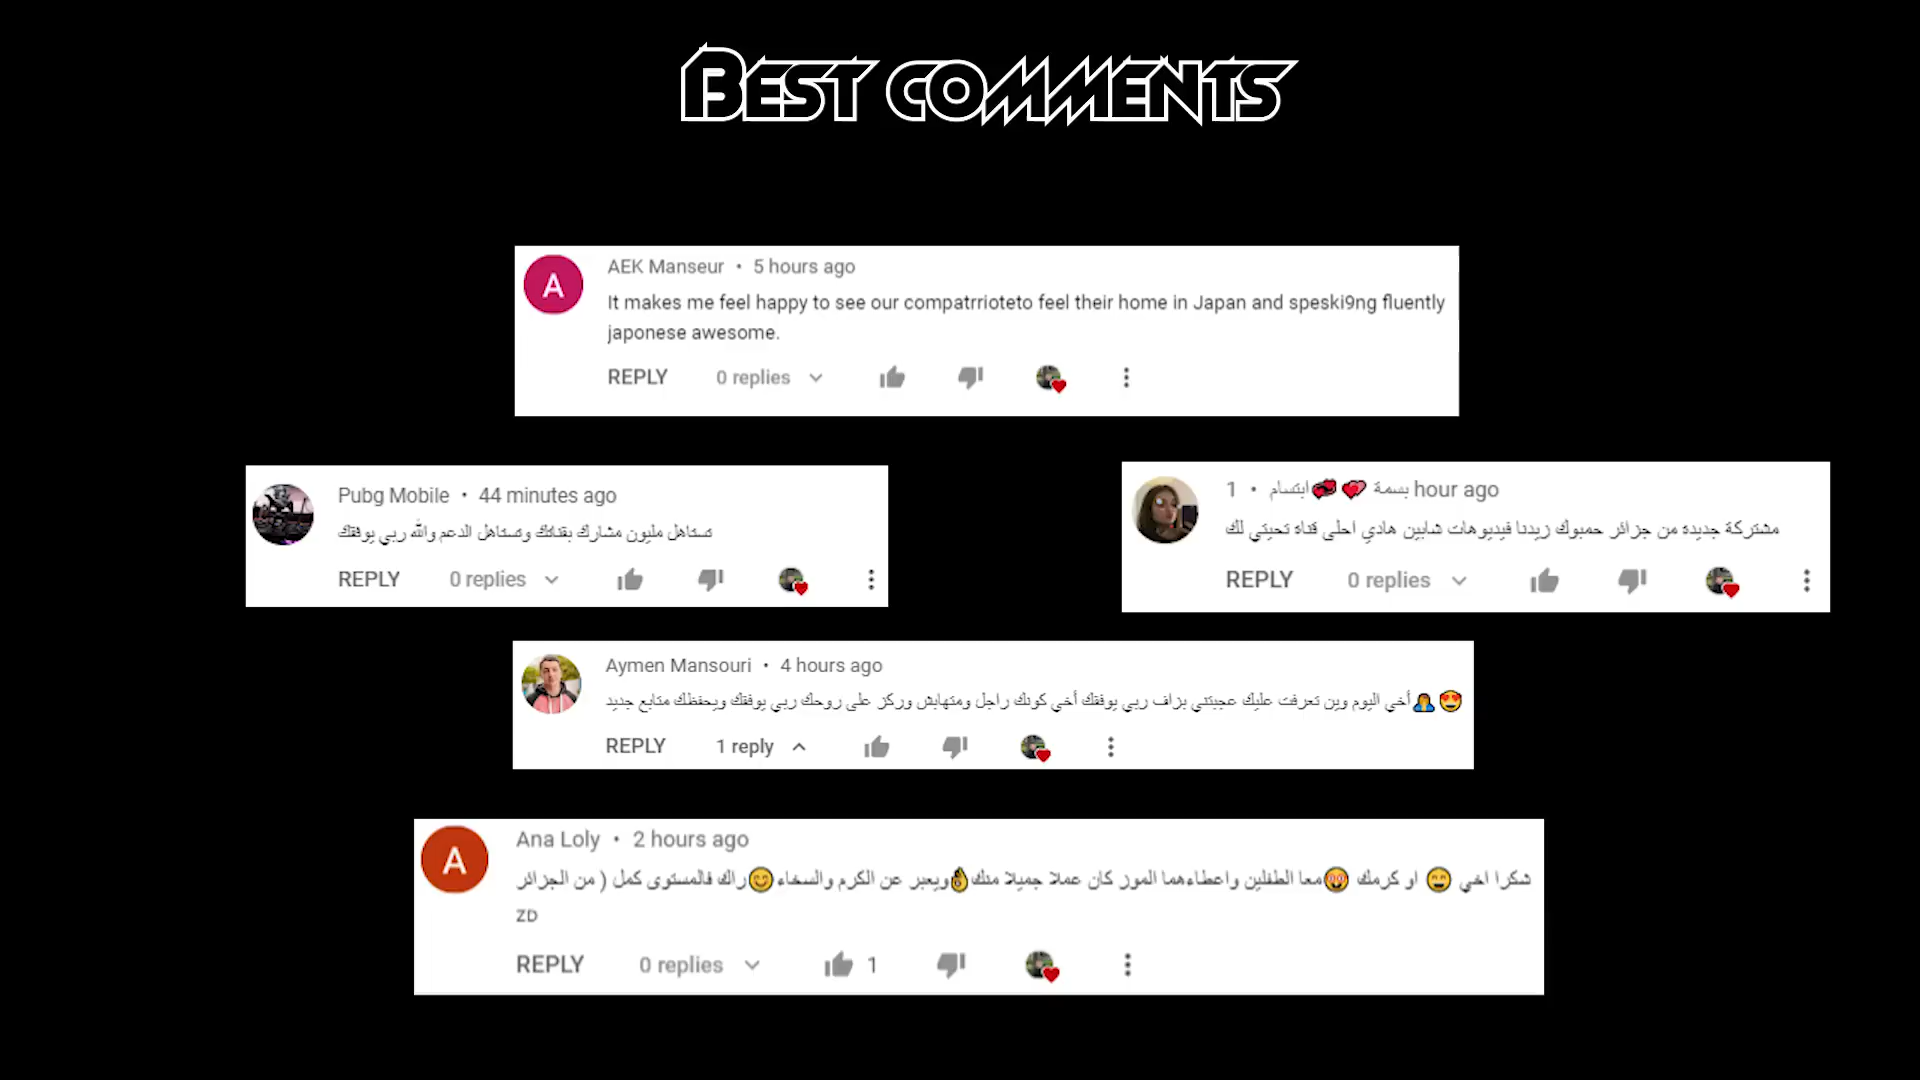 BEST COMMENTS
AEK Manseur • 5 hours ago
It makes me feel happy to see our compatrrioteto feel their home in Japan and speski9ng fluently
japonese awesome.
REPLY 0 replies
Pubg Mobile • 44 minutes ago
تستاهل مليون مشارك بقناتك وتستاهل الدعم والله ربي يوفقك
REPLY 0 replies
بسمة 💓💞ابتسام • 1 hour ago
مشتركة جديدة من جزائر حمبوك زيدنا فيديوهات شابين هادي احلى قناة تحيتي لك
REPLY 0 replies
Aymen Mansouri • 4 hours ago
😍🤦‍♂️أخي اليوم وين تعرفت عليك عجبتني بزاف ربي يوفقك أخي كونك راجل ومتهابش وركز على روحك ربي يوفقك ويحفظك متابع جديد
REPLY 1 reply
Ana Loly • 2 hours ago
شكرا اخي 😄 او كرمك 🤩معا الطفلين واعطاءهما الموز كان عملا جميلا منك👌ويعبر عن الكرم والسخاء😊راك فالمستوى كمل ( من الجزائر
ZD
REPLY 0 replies 1